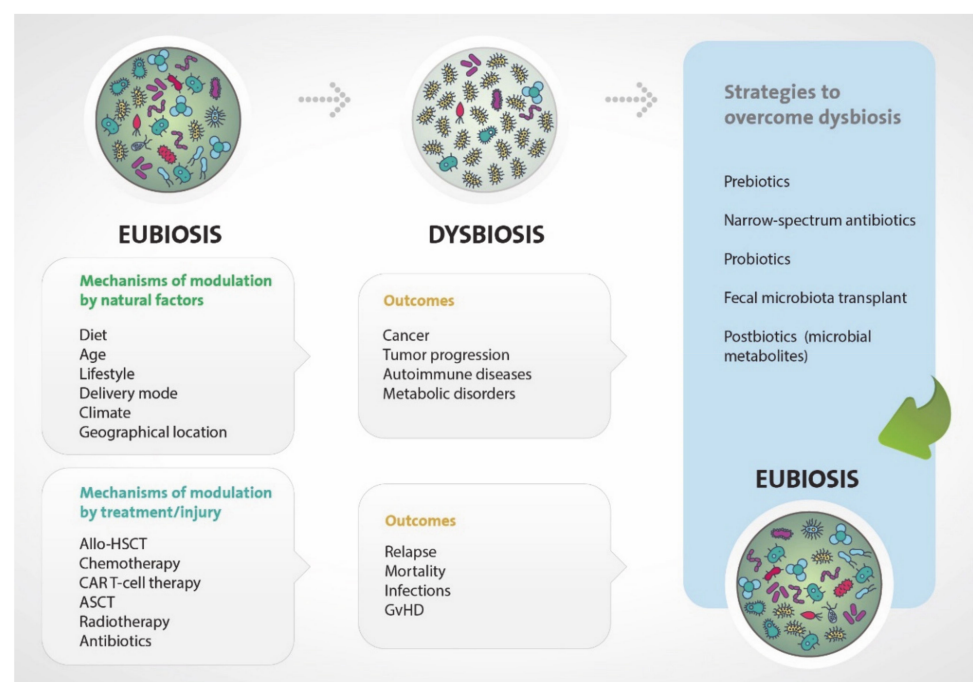 EUBIOSIS
Mechanisms of modulation
by natural factors
Diet
Age
Lifestyle
Delivery mode
Climate
Geographical location
Mechanisms of modulation
by treatment/injury
Allo-HSCT
Chemotherapy
CAR T-cell therapy
ASCT
Radiotherapy
Antibiotics
DYSBIOSIS
Outcomes
Cancer
Tumor progression
Autoimmune diseases
Metabolic disorders
Outcomes
Relapse
Mortality
Infections
GvHD
Strategies to
overcome dysbiosis
Prebiotics
Narrow-spectrum antibiotics
Probiotics
Fecal microbiota transplant
Postbiotics (microbial
metabolites)
EUBIOSIS